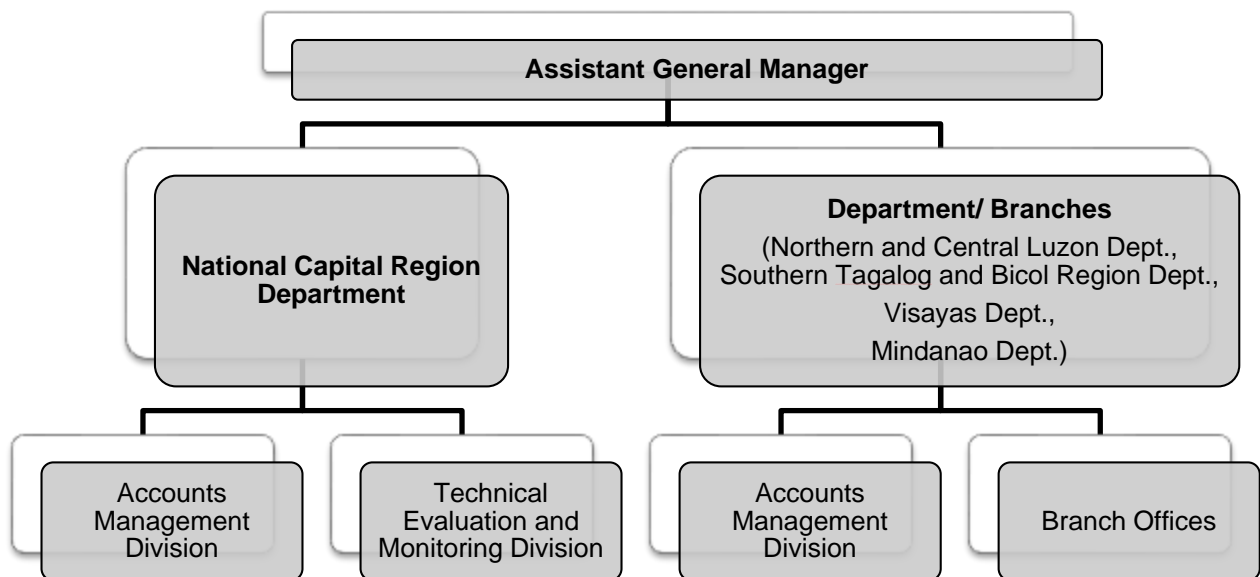 Assistant General Manager
National Capital Region
Department
Department/ Branches
(Northern and Central Luzon Dept.,
Southern Tagalog and Bicol Region Dept.,
Visayas Dept.,
Mindanao Dept.)
Accounts
Management
Division
Technical
Evaluation and
Monitoring Division
Accounts
Management
Division
Branch Offices